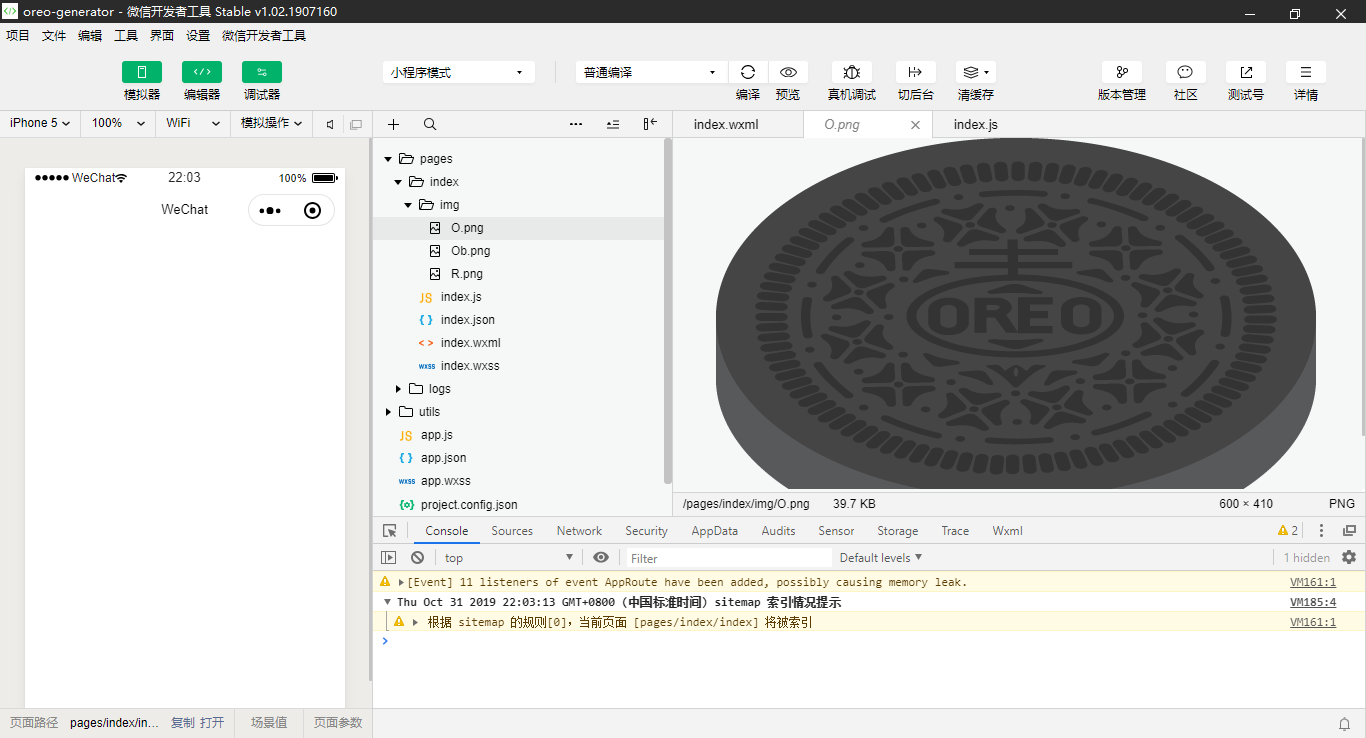 oreo-generator - 微信开发者工具 Stable v1.02.1907160
项目 文件 编辑 工具 界面 设置 微信开发者工具
小程序模式 普通编译
模拟器 编辑器 调试器 编译 预览 真机调试 切后台 清缓存 版本管理 社区 测试号 详情
iPhone 5 100% WiFi 模拟操作 index.wxml O.png index.js
WeChat 22:03 100%
WeChat
pages
index
img
O.png
Ob.png
R.png
JS index.js
{ } index.json
< > index.wxml
wxss index.wxss
logs
utils
JS app.js
{ } app.json
wxss app.wxss
{o} project.config.json
OREO
/pages/index/img/O.png 39.7 KB 600 × 410 PNG
Console Sources Network Security AppData Audits Sensor Storage Trace Wxml 2
top Filter Default levels 1 hidden
[Event] 11 listeners of event AppRoute have been added, possibly causing memory leak. VM161:1
Thu Oct 31 2019 22:03:13 GMT+0800 (中国标准时间) sitemap 索引情况提示 VM185:4
根据 sitemap 的规则[0]，当前页面 [pages/index/index] 将被索引 VM161:1
页面路径 pages/index/in... 复制 打开 场景值 页面参数